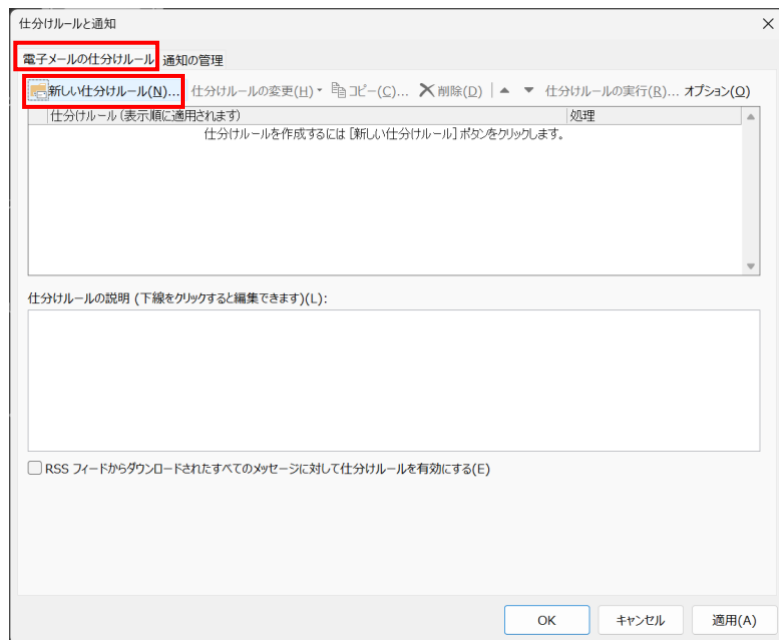 仕分けルールと通知
電子メールの仕分けルール 通知の管理
新しい仕分けルール(N)... 仕分けルールの変更(H) コピー(C)... 削除(D) 仕分けルールの実行(R)... オプション(O)
仕分けルール (表示順に適用されます) 処理
仕分けルールを作成するには [新しい仕分けルール] ボタンをクリックします。
仕分けルールの説明 (下線をクリックすると編集できます)(L):
RSS フィードからダウンロードされたすべてのメッセージに対して仕分けルールを有効にする(E)
OK キャンセル 適用(A)